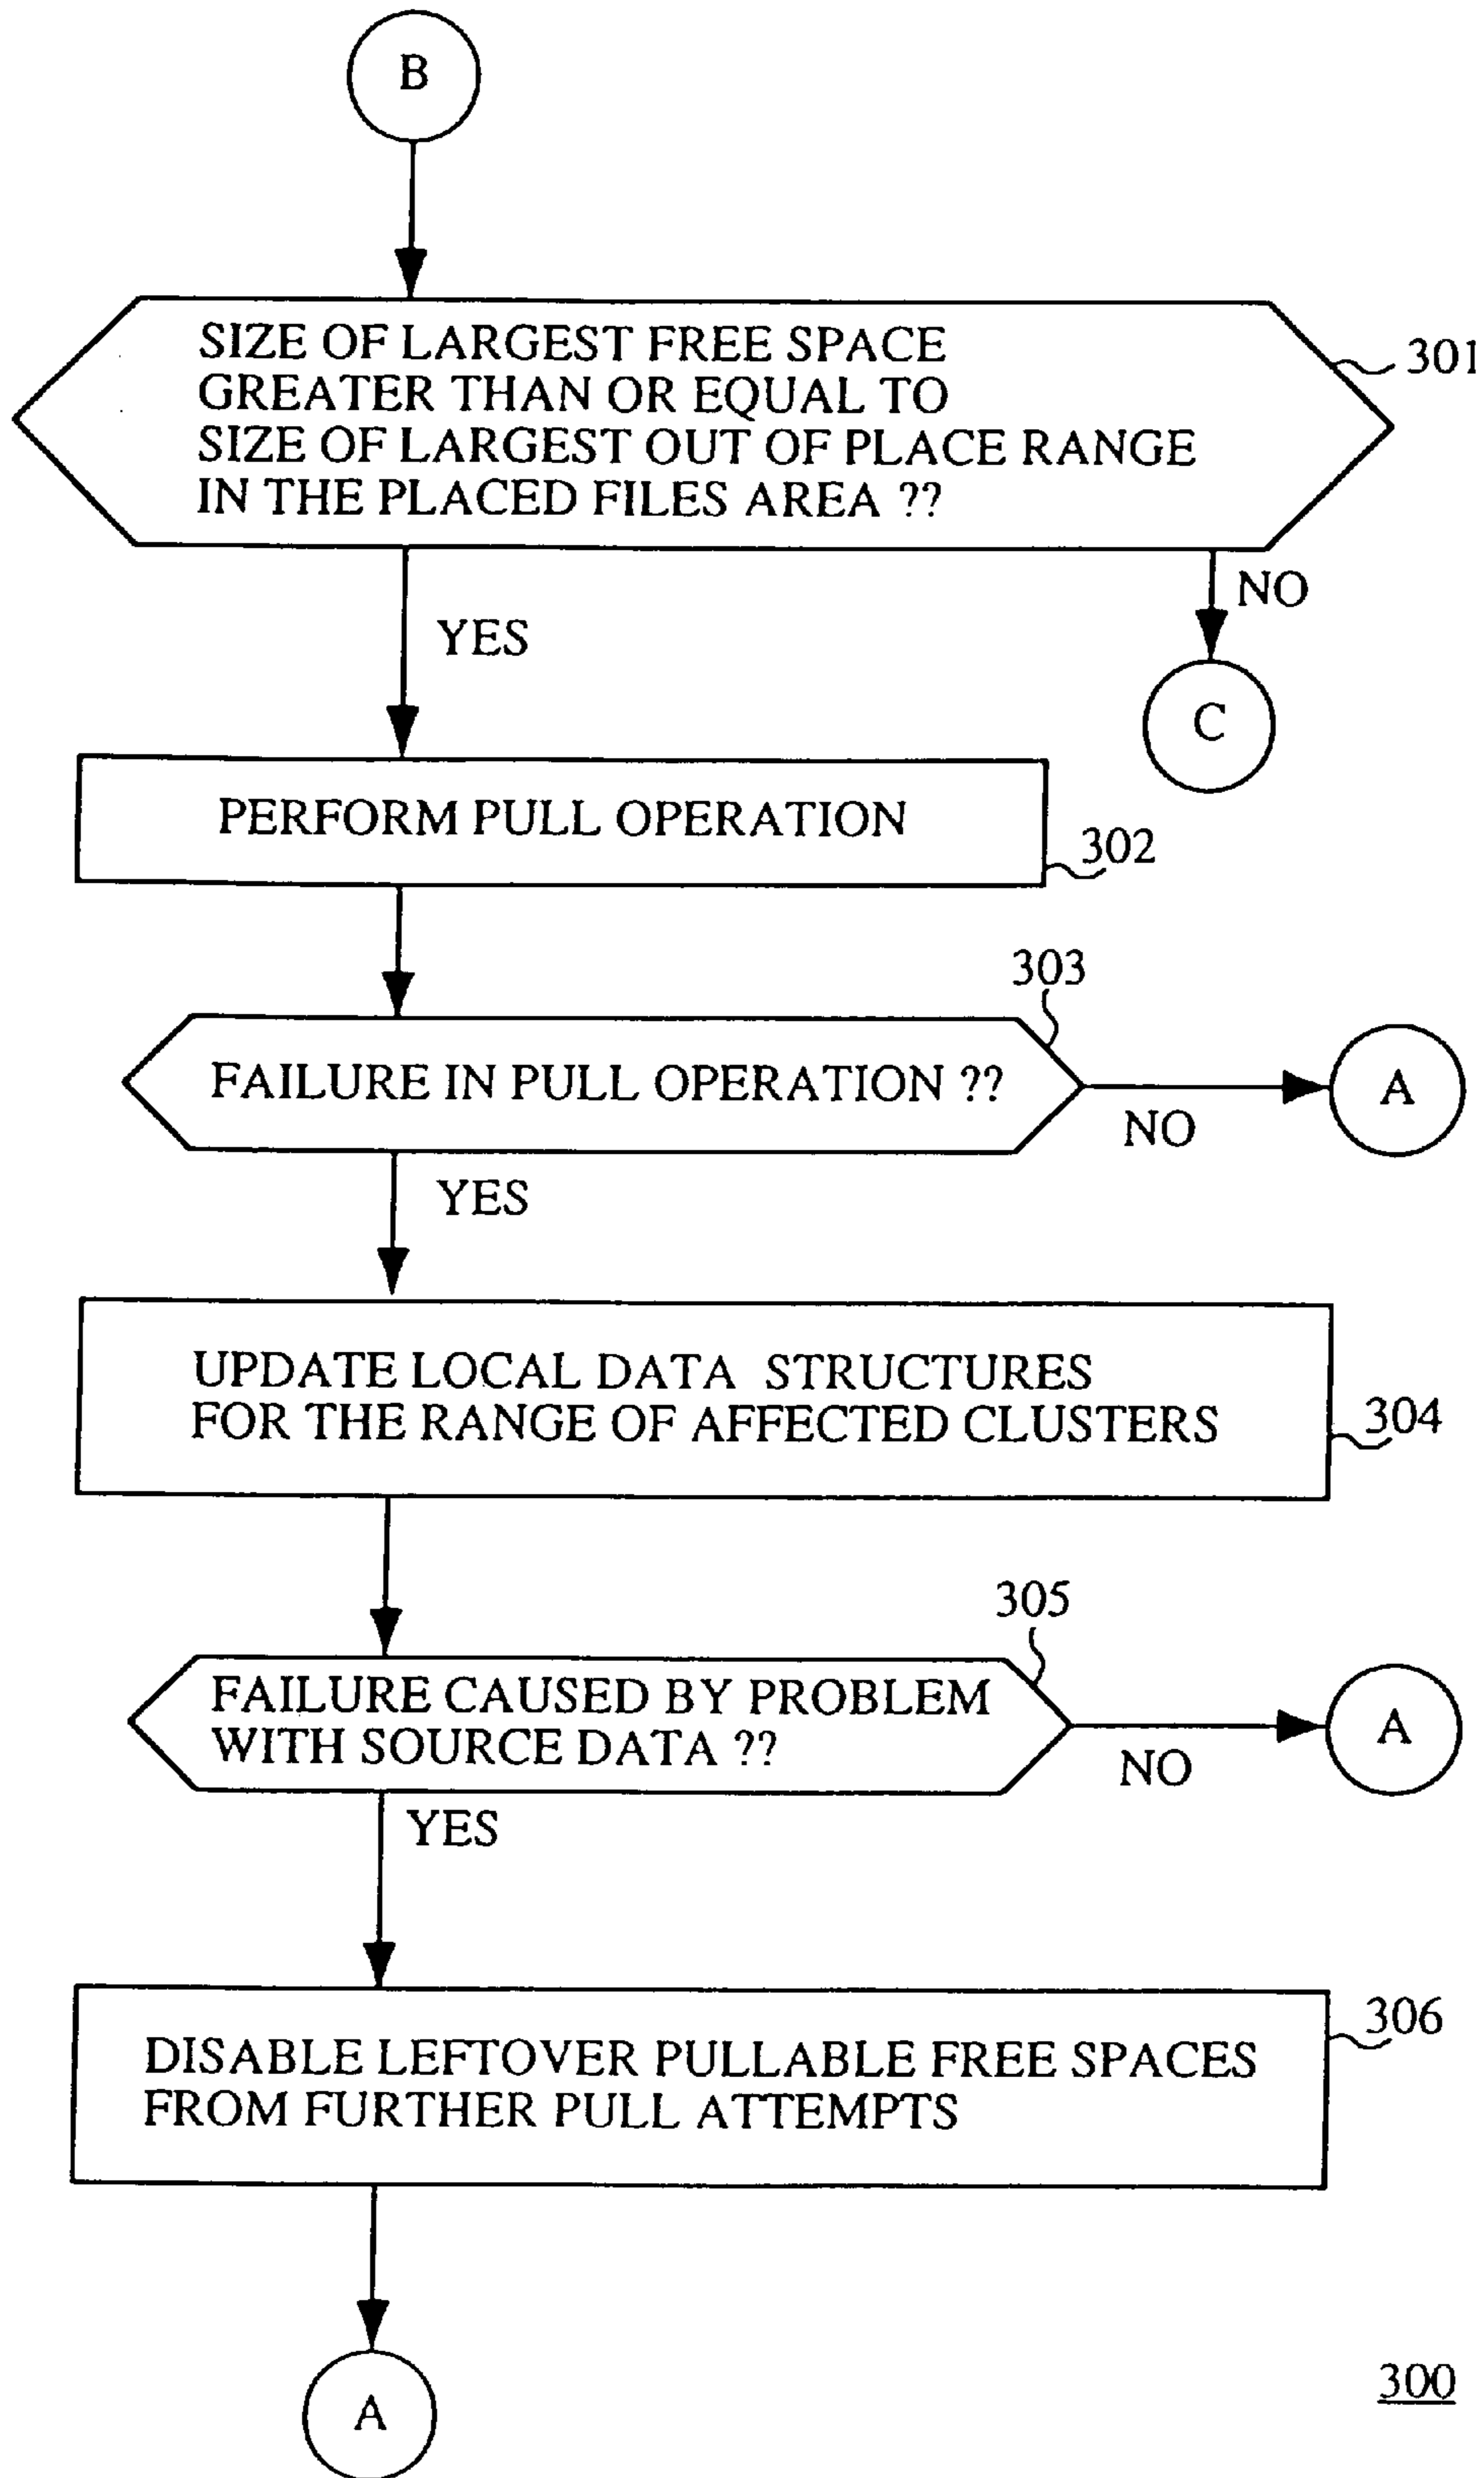 B
SIZE OF LARGEST FREE SPACE
GREATER THAN OR EQUAL TO
SIZE OF LARGEST OUT OF PLACE RANGE
IN THE PLACED FILES AREA ??
301
NO
YES
C
PERFORM PULL OPERATION
302
303
FAILURE IN PULL OPERATION ??
NO
A
YES
UPDATE LOCAL DATA STRUCTURES
FOR THE RANGE OF AFFECTED CLUSTERS
304
305
FAILURE CAUSED BY PROBLEM
WITH SOURCE DATA ??
NO
A
YES
306
DISABLE LEFTOVER PULLABLE FREE SPACES
FROM FURTHER PULL ATTEMPTS
A
300